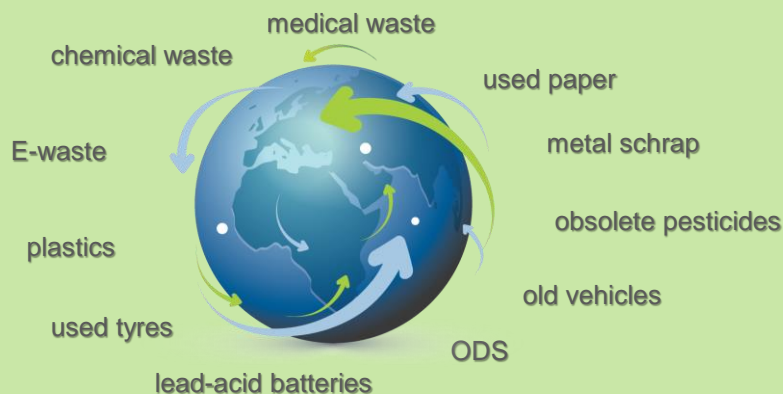 medical waste
chemical waste
used paper
E-waste
metal schrap
obsolete pesticides
plastics
old vehicles
used tyres
ODS
lead-acid batteries